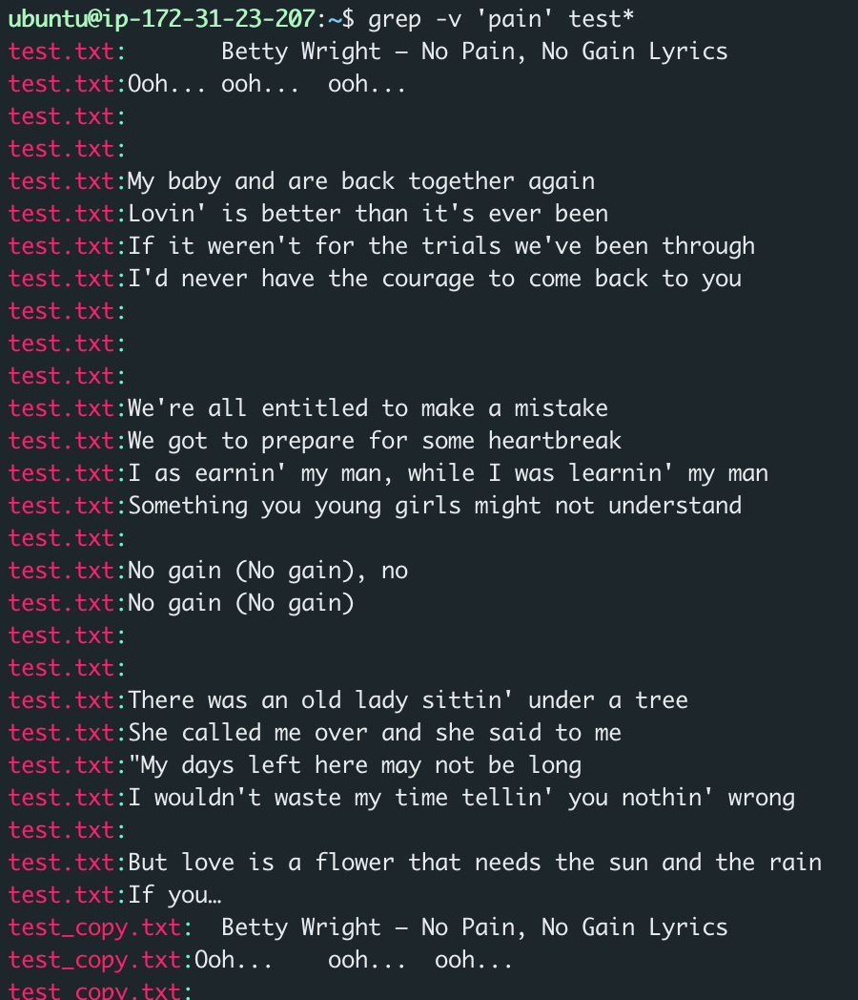 ubuntu@ip-172-31-23-207:~$ grep -v 'pain' test*
test.txt:       Betty Wright – No Pain, No Gain Lyrics
test.txt:Ooh... ooh...  ooh...
test.txt:
test.txt:
test.txt:My baby and are back together again
test.txt:Lovin' is better than it's ever been
test.txt:If it weren't for the trials we've been through
test.txt:I'd never have the courage to come back to you
test.txt:
test.txt:
test.txt:
test.txt:We're all entitled to make a mistake
test.txt:We got to prepare for some heartbreak
test.txt:I as earnin' my man, while I was learnin' my man
test.txt:Something you young girls might not understand
test.txt:
test.txt:No gain (No gain), no
test.txt:No gain (No gain)
test.txt:
test.txt:
test.txt:There was an old lady sittin' under a tree
test.txt:She called me over and she said to me
test.txt:"My days left here may not be long
test.txt:I wouldn't waste my time tellin' you nothin' wrong
test.txt:
test.txt:But love is a flower that needs the sun and the rain
test.txt:If you…
test_copy.txt:  Betty Wright – No Pain, No Gain Lyrics
test_copy.txt:Ooh...    ooh...  ooh...
test_copy.txt: